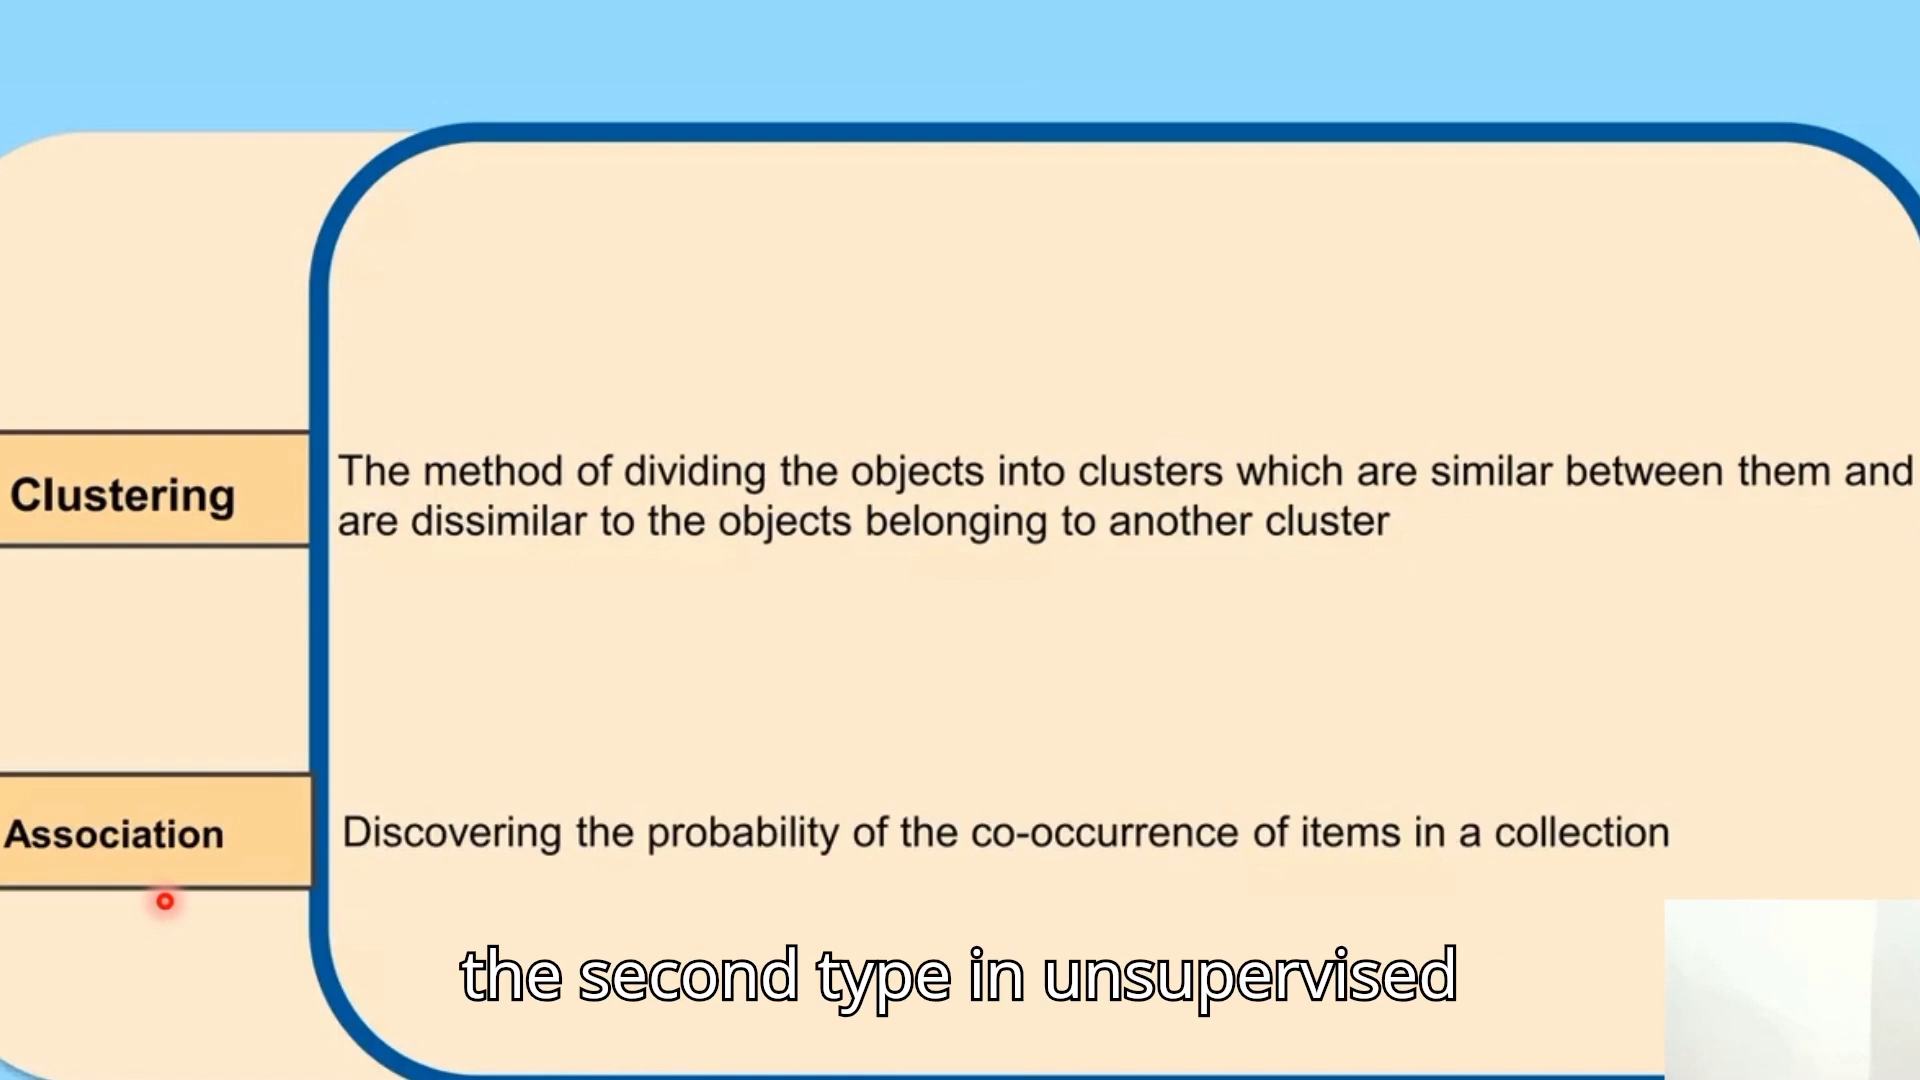 Clustering
The method of dividing the objects into clusters which are similar between them and
are dissimilar to the objects belonging to another cluster
Association
Discovering the probability of the co-occurrence of items in a collection
the second type in unsupervised